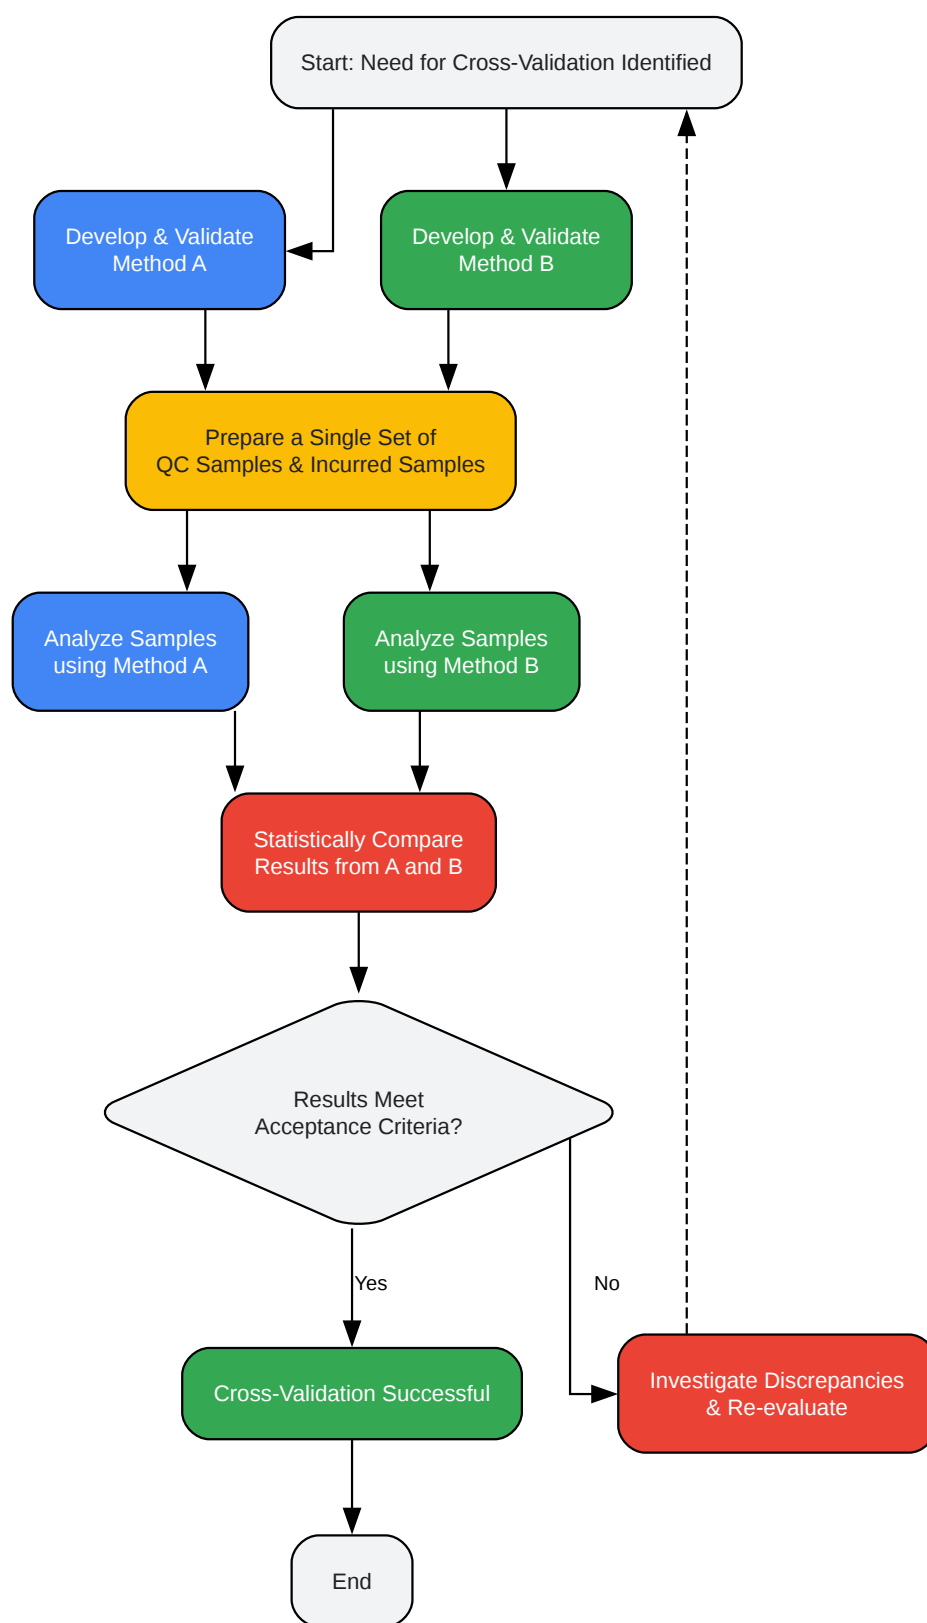 Start: Need for Cross-Validation Identified
Develop & Validate
Method A
Develop & Validate
Method B
Prepare a Single Set of
QC Samples & Incurred Samples
Analyze Samples
using Method A
Analyze Samples
using Method B
Statistically Compare
Results from A and B
Results Meet
Acceptance Criteria?
Yes
No
Cross-Validation Successful
Investigate Discrepancies
& Re-evaluate
End